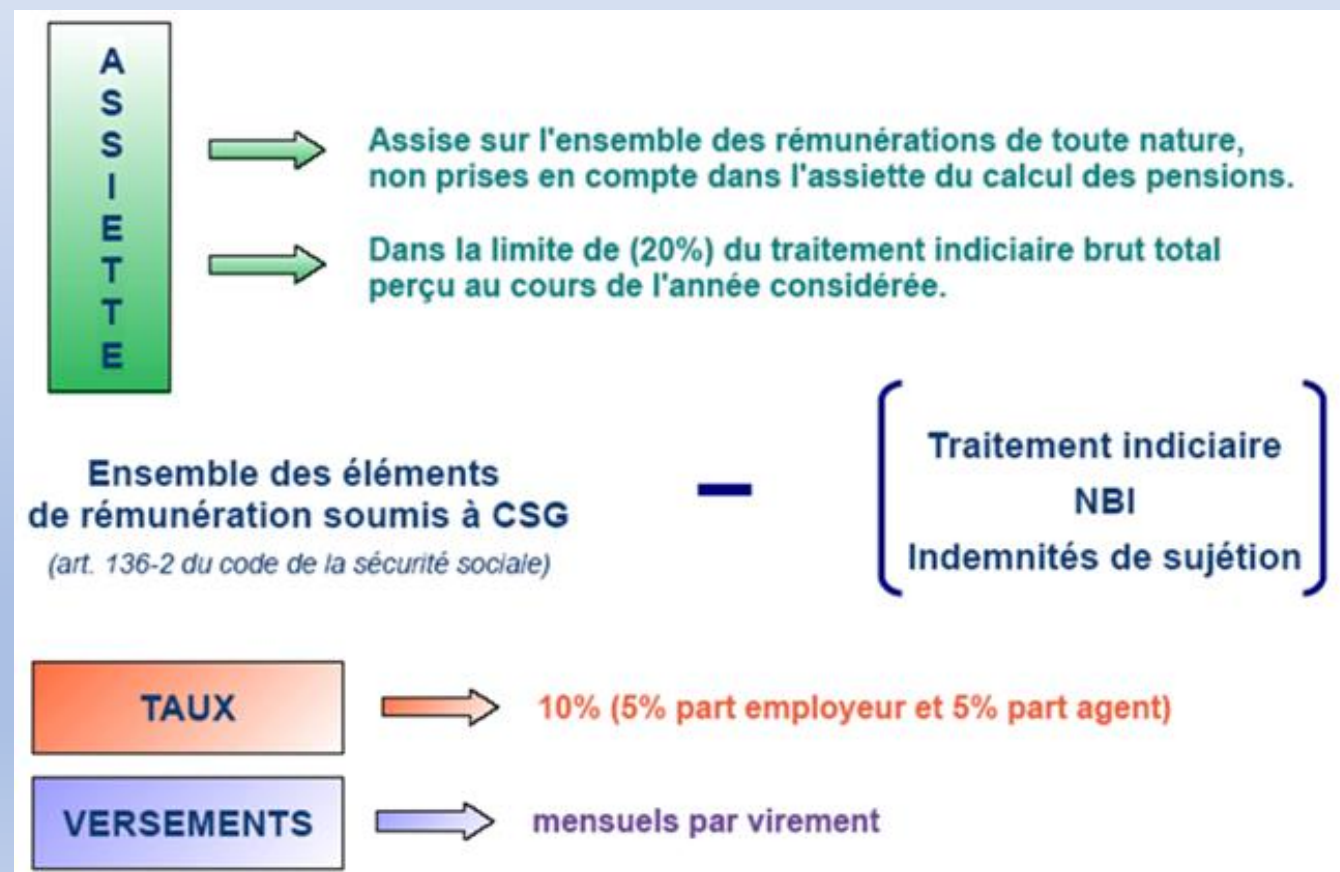 ASSIETTE
Assise sur l'ensemble des rémunérations de toute nature,
non prises en compte dans l'assiette du calcul des pensions.
Dans la limite de (20%) du traitement indiciaire brut total
perçu au cours de l'année considérée.
Ensemble des éléments
de rémunération soumis à CSG
(art. 136-2 du code de la sécurité sociale)
–
Traitement indiciaire
NBI
Indemnités de sujétion
TAUX
10% (5% part employeur et 5% part agent)
VERSEMENTS
mensuels par virement